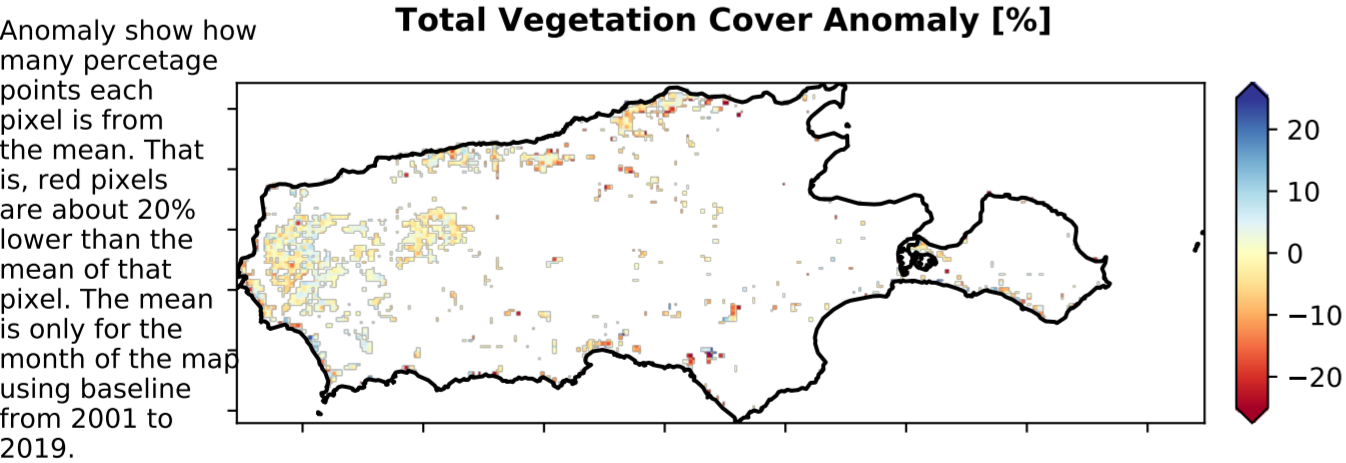 Total Vegetation Cover Anomaly [%]
Anomaly show how
many percetage
points each
pixel is from
the mean. That
is, red pixels
are about 20%
lower than the
mean of that
pixel. The mean
is only for the
month of the map
using baseline
from 2001 to
2019.
20
10
0
−10
−20